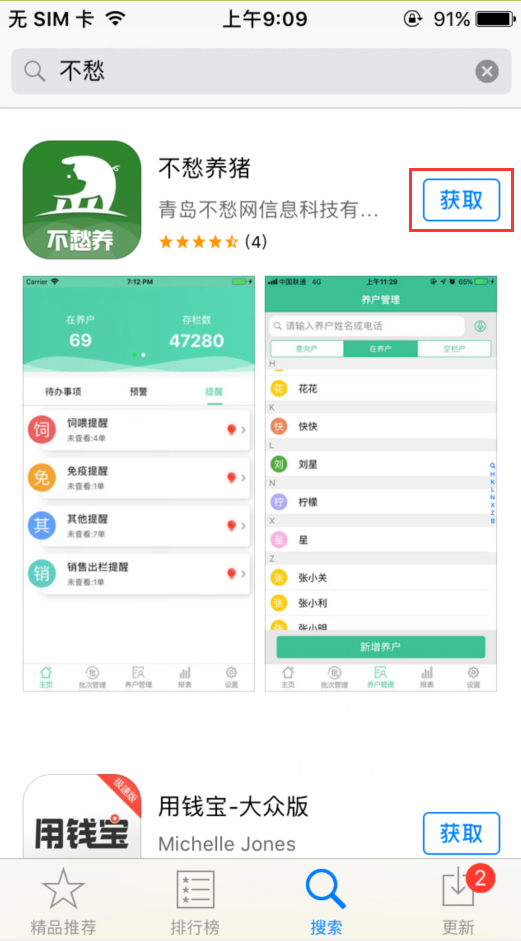 无 SIM 卡 上午9:09 91%
不愁
不愁养猪
青岛不愁网信息科技有...
获取
(4)
不愁养
Carrier 7:12 PM
在养户 存栏数
69 47280
待办事项 预警 提醒
饲 饲喂提醒
未查看:4单
免 免疫提醒
未查看:1单
其 其他提醒
未查看:7单
销 销售出栏提醒
未查看:1单
主页 批次管理 养户管理 报表 设置
中国联通 4G 上午11:29 65%
养户管理
请输入养户姓名或电话
意向户 在养户 空栏户
H
花 花花
K
快 快快
L
刘 刘星
N
柠 柠檬
X
星 星
Z
张 张小关
张 张小利
张 张小明
H
K
L
N
X
Z
新增养户
主页 批次管理 养户管理 报表 设置
极速版
用钱宝
用钱宝-大众版
Michelle Jones
获取
2
精品推荐 排行榜 搜索 更新